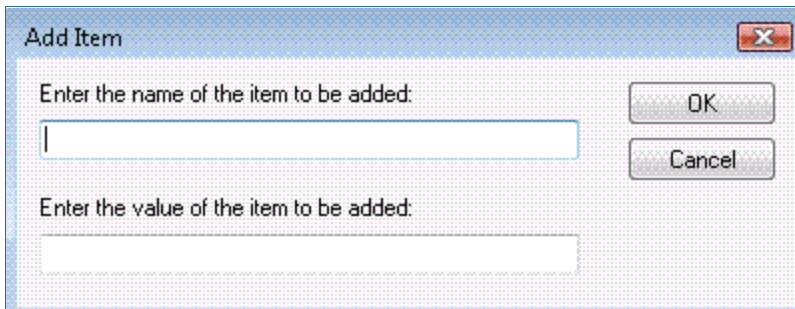 Add Item
Enter the name of the item to be added:
OK
Cancel
Enter the value of the item to be added: